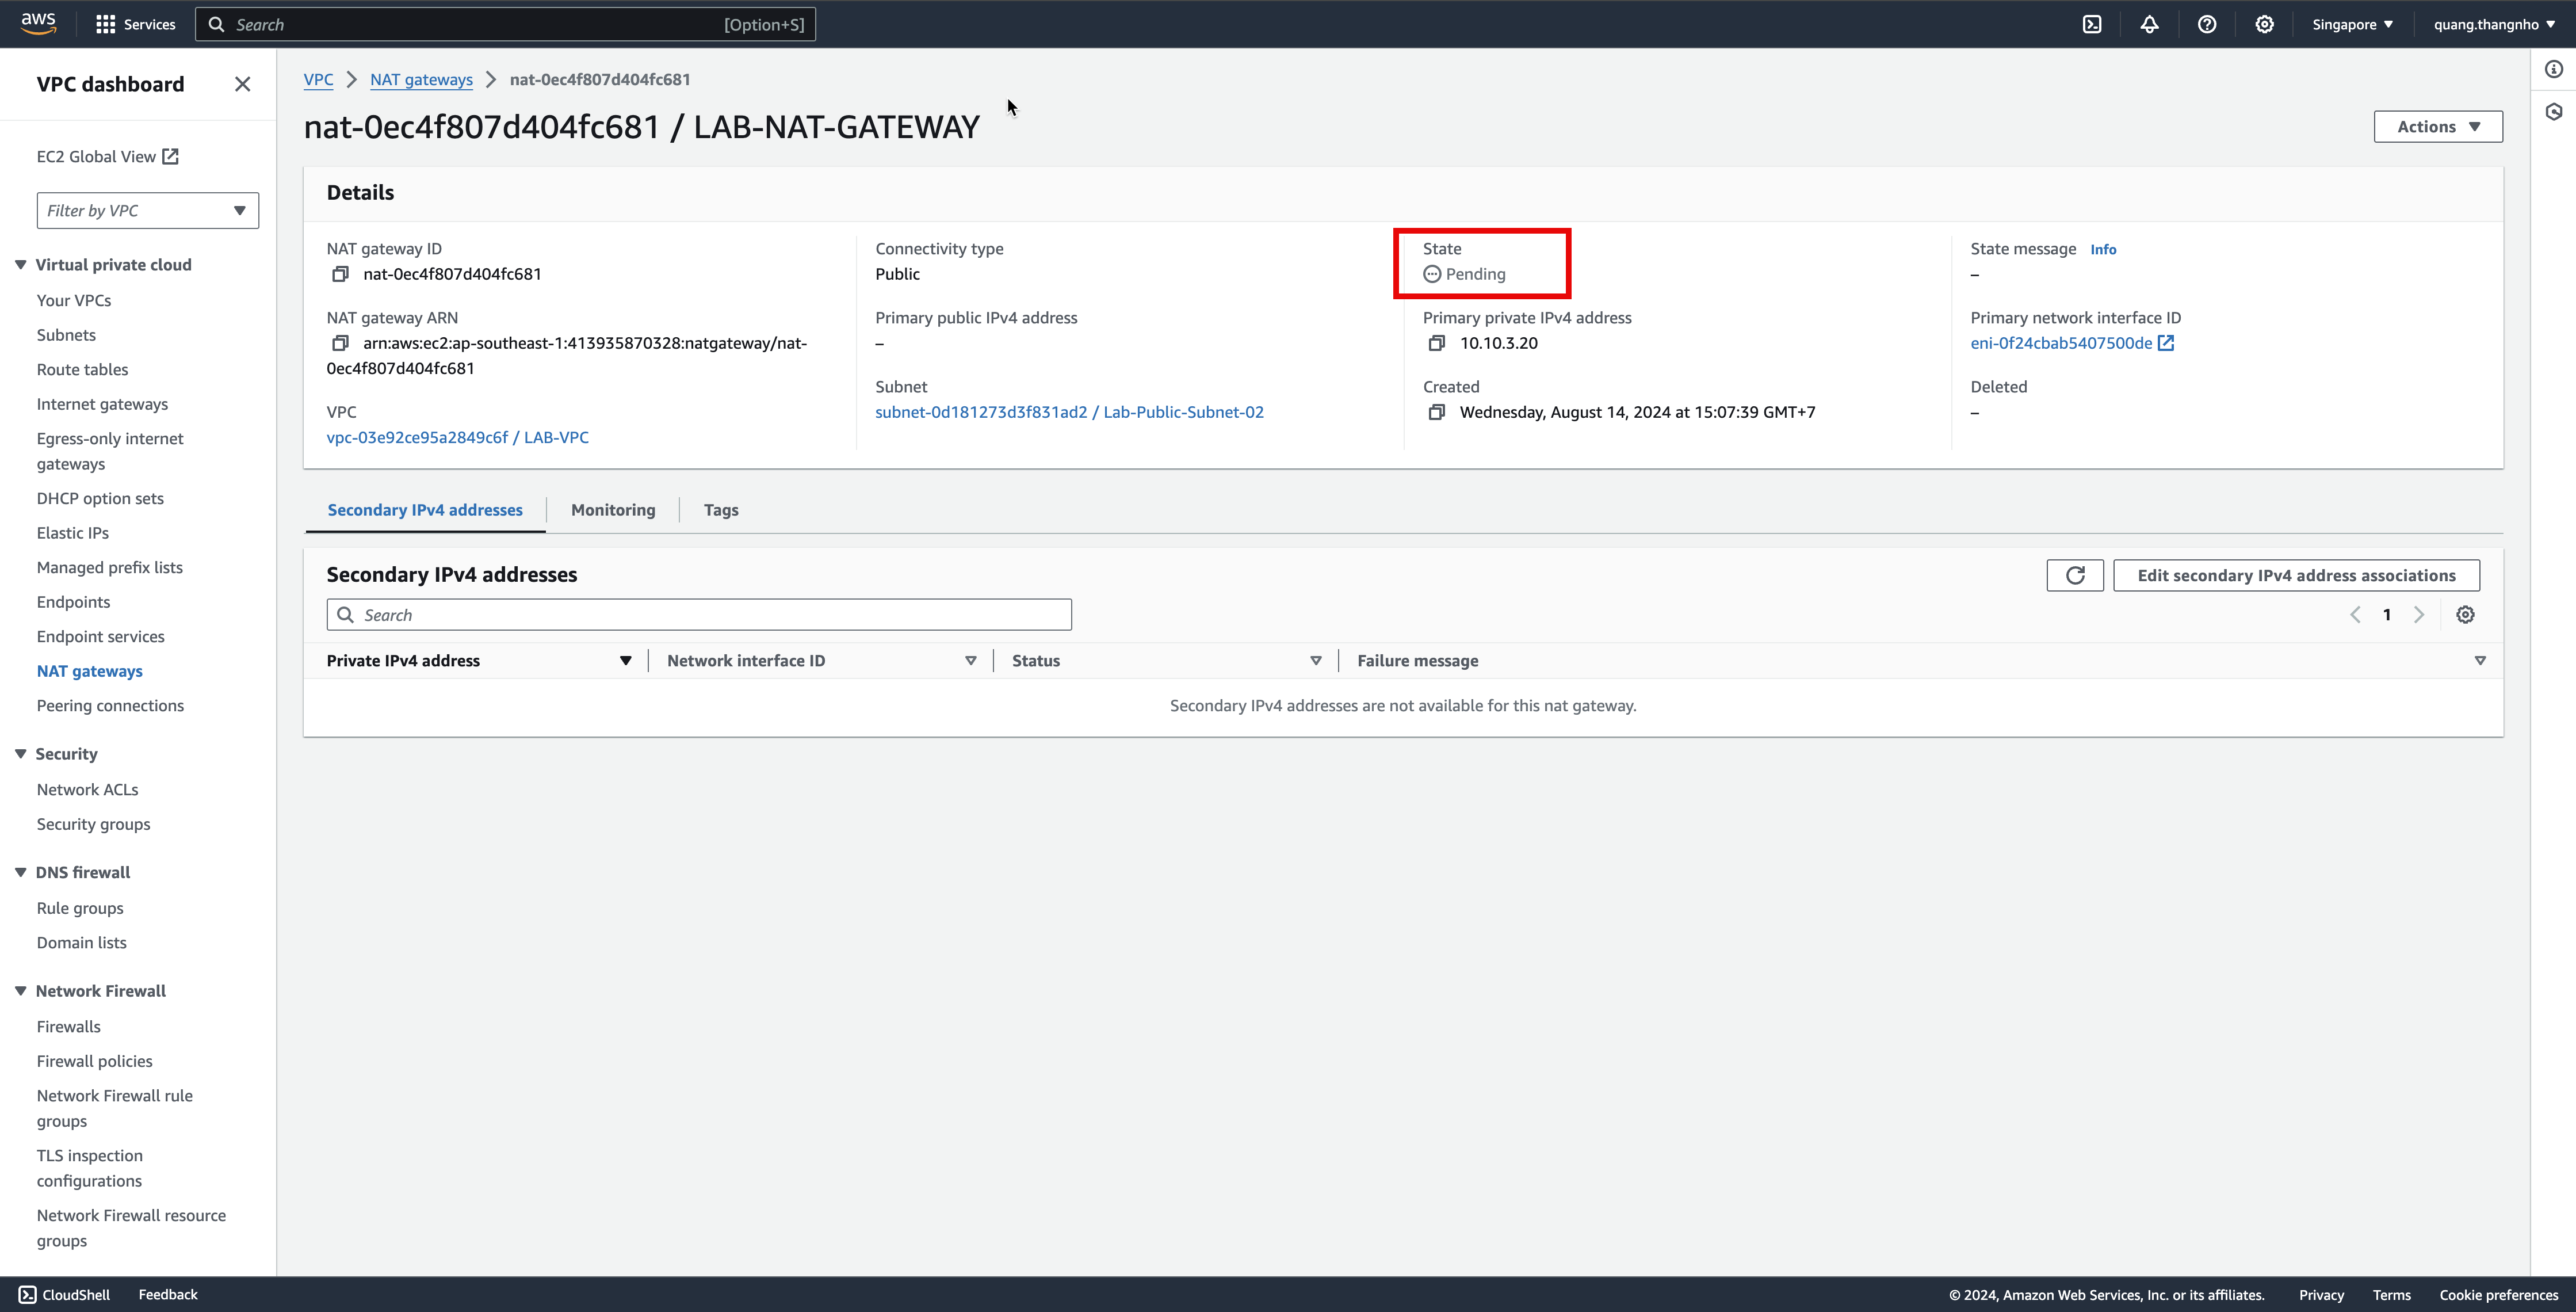 aws
Services
Search
[Option+S]
Singapore
quang.thangnho
VPC dashboard
EC2 Global View
Filter by VPC
Virtual private cloud
Your VPCs
Subnets
Route tables
Internet gateways
Egress-only internet
gateways
DHCP option sets
Elastic IPs
Managed prefix lists
Endpoints
Endpoint services
NAT gateways
Peering connections
Security
Network ACLs
Security groups
DNS firewall
Rule groups
Domain lists
Network Firewall
Firewalls
Firewall policies
Network Firewall rule
groups
TLS inspection
configurations
Network Firewall resource
groups
VPC > NAT gateways > nat-0ec4f807d404fc681
nat-0ec4f807d404fc681 / LAB-NAT-GATEWAY
Actions
Details
NAT gateway ID
nat-0ec4f807d404fc681
NAT gateway ARN
arn:aws:ec2:ap-southeast-1:413935870328:natgateway/nat-
0ec4f807d404fc681
VPC
vpc-03e92ce95a2849c6f / LAB-VPC
Connectivity type
Public
Primary public IPv4 address
–
Subnet
subnet-0d181273d3f831ad2 / Lab-Public-Subnet-02
State
Pending
Primary private IPv4 address
10.10.3.20
Created
Wednesday, August 14, 2024 at 15:07:39 GMT+7
State message Info
–
Primary network interface ID
eni-0f24cbab5407500de
Deleted
–
Secondary IPv4 addresses
Monitoring
Tags
Secondary IPv4 addresses
Edit secondary IPv4 address associations
Search
1
Private IPv4 address
Network interface ID
Status
Failure message
Secondary IPv4 addresses are not available for this nat gateway.
CloudShell
Feedback
© 2024, Amazon Web Services, Inc. or its affiliates.
Privacy
Terms
Cookie preferences